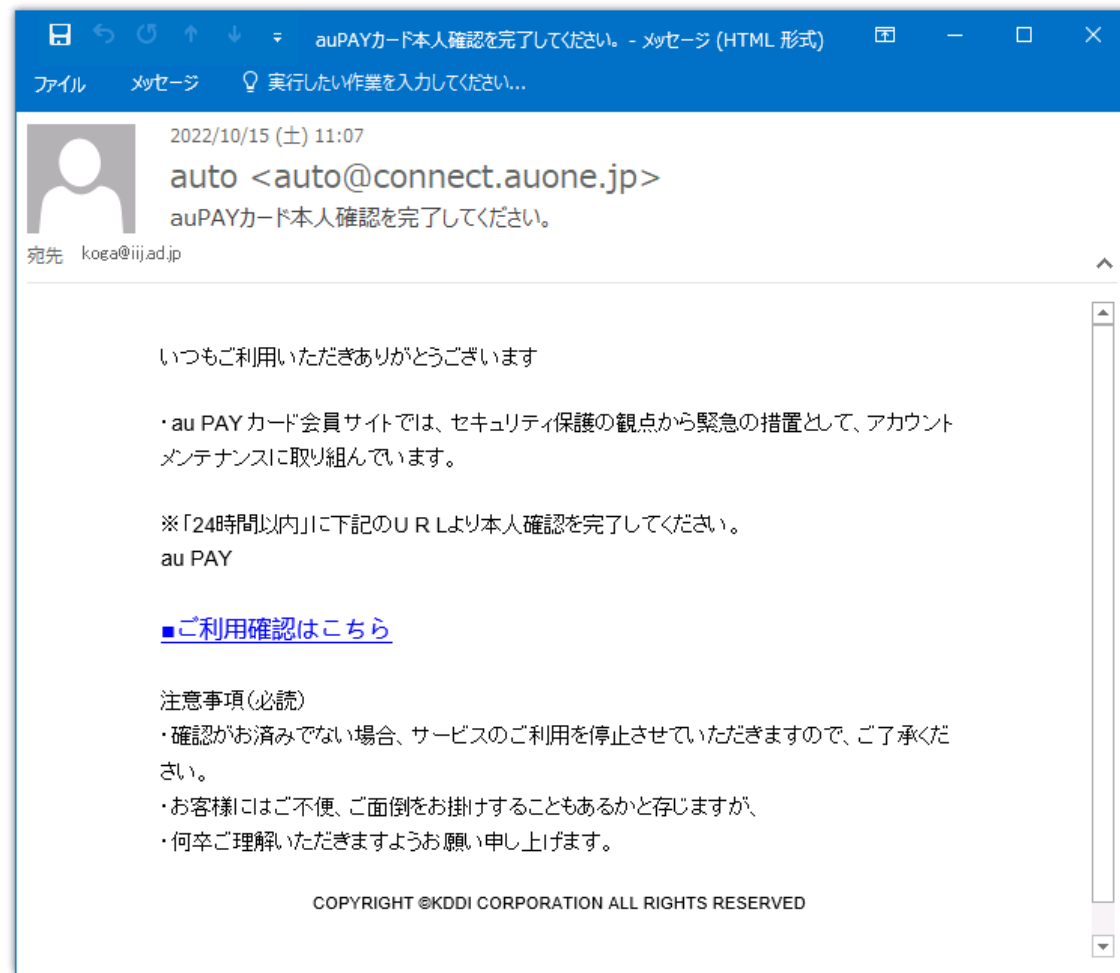 auPAYカード本人確認を完了してください。 - メッセージ (HTML 形式)
ファイル メッセージ 実行したい作業を入力してください...
2022/10/15 (土) 11:07
auto <auto@connect.auone.jp>
auPAYカード本人確認を完了してください。
宛先 koga@iij.ad.jp
いつもご利用いただきありがとうございます
・au PAY カード会員サイトでは、セキュリティ保護の観点から緊急の措置として、アカウント
メンテナンスに取り組んでいます。
※「24時間以内」に下記のＵＲＬより本人確認を完了してください。
au PAY
■ご利用確認はこちら
注意事項(必読)
・確認がお済みでない場合、サービスのご利用を停止させていただきますので、ご了承くだ
さい。
・お客様にはご不便、ご面倒をお掛けすることもあるかと存じますが、
・何卒ご理解いただきますようお願い申し上げます。
COPYRIGHT ©KDDI CORPORATION ALL RIGHTS RESERVED